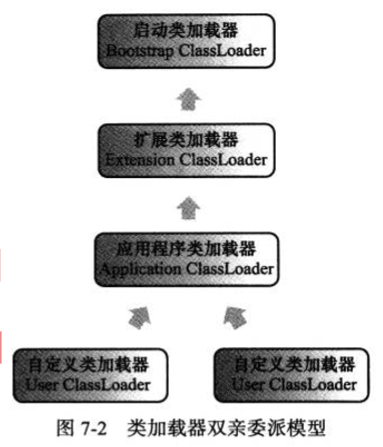 启动类加载器
Bootstrap ClassLoader
扩展类加载器
Extension ClassLoader
应用程序类加载器
Application ClassLoader
自定义类加载器
User ClassLoader
自定义类加载器
User ClassLoader
图 7-2 类加载器双亲委派模型